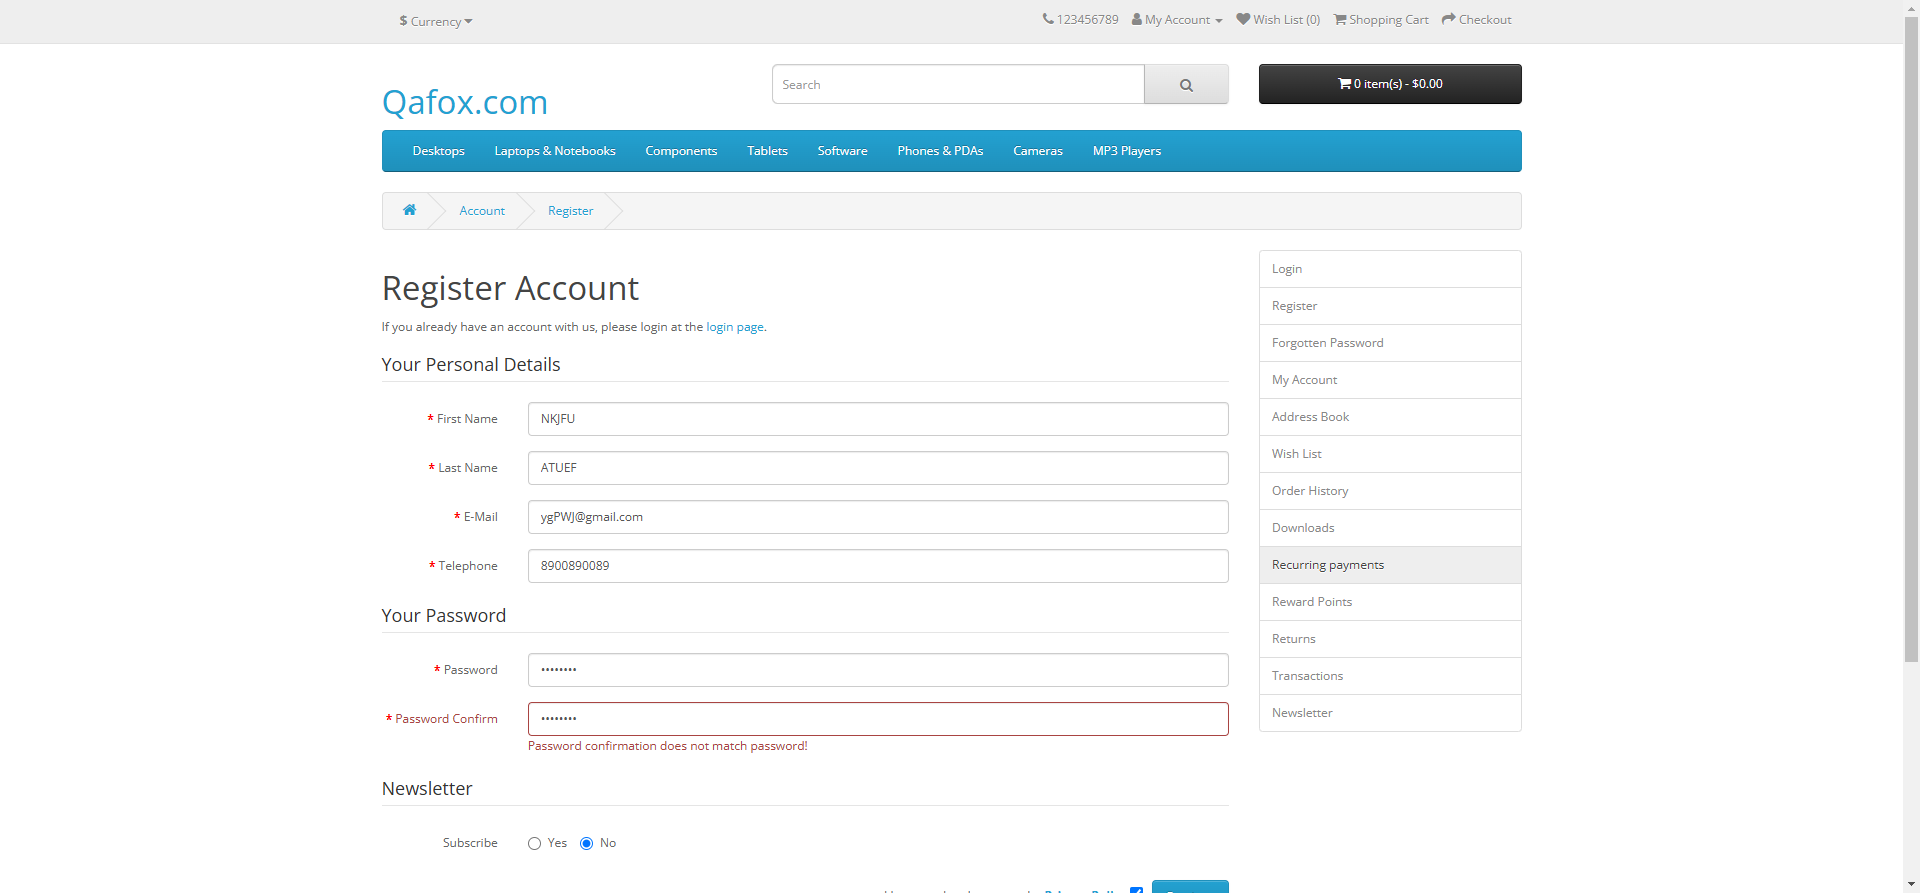 $ Currency
123456789 My Account Wish List (0) Shopping Cart Checkout
Qafox.com
Search
0 item(s) - $0.00
Desktops Laptops & Notebooks Components Tablets Software Phones & PDAs Cameras MP3 Players
Account Register
Register Account
If you already have an account with us, please login at the login page.
Your Personal Details
* First Name NKJFU
* Last Name ATUEF
* E-Mail ygPWJ@gmail.com
* Telephone 8900890089
Your Password
* Password ••••••••
* Password Confirm ••••••••
Password confirmation does not match password!
Newsletter
Subscribe Yes No
Login
Register
Forgotten Password
My Account
Address Book
Wish List
Order History
Downloads
Recurring payments
Reward Points
Returns
Transactions
Newsletter